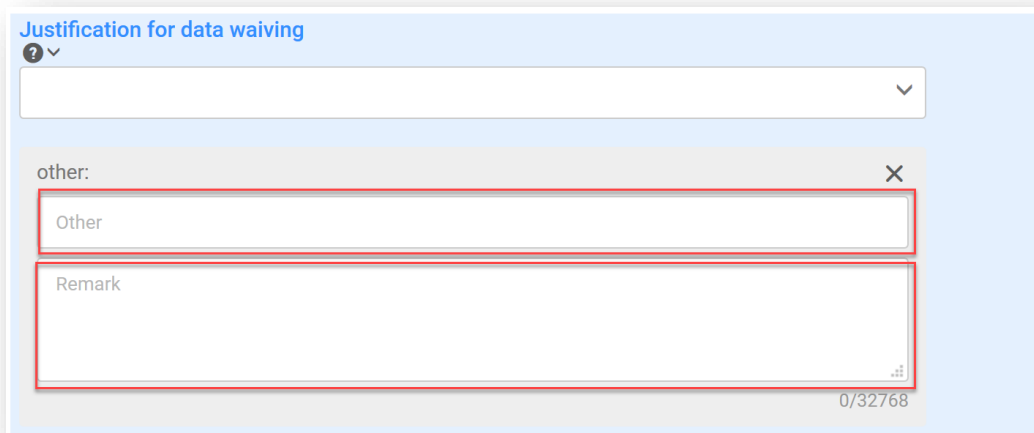 Justification for data waiving
?
other:
Other
Remark
0/32768